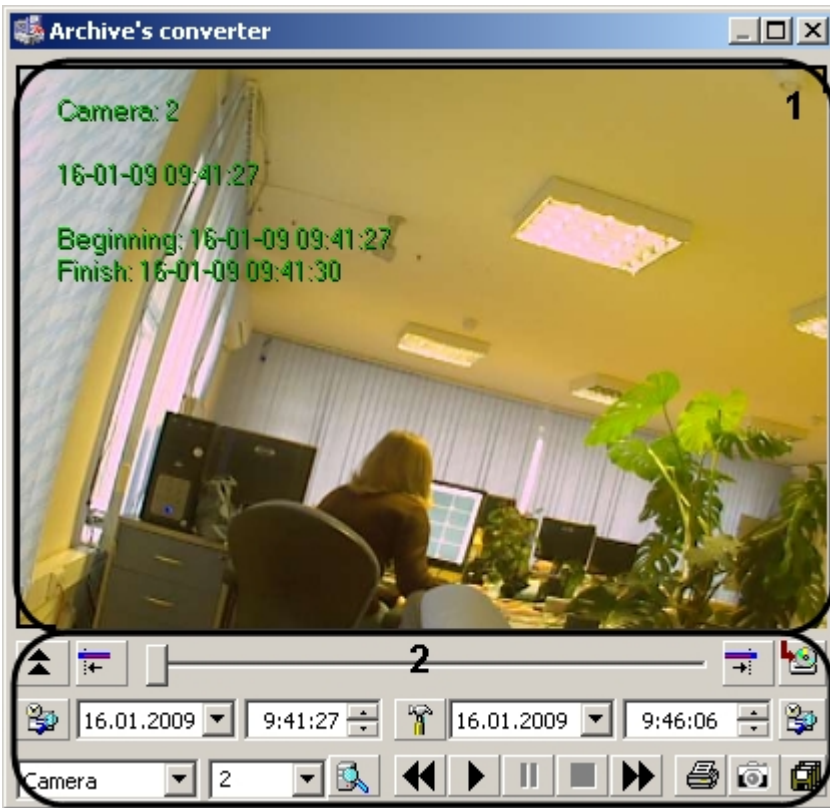 Archive's converter
1
Camera: 2
16-01-09 09:41:27
Beginning: 16-01-09 09:41:27
Finish: 16-01-09 09:41:30
2
16.01.2009 9:41:27 16.01.2009 9:46:06
Camera 2